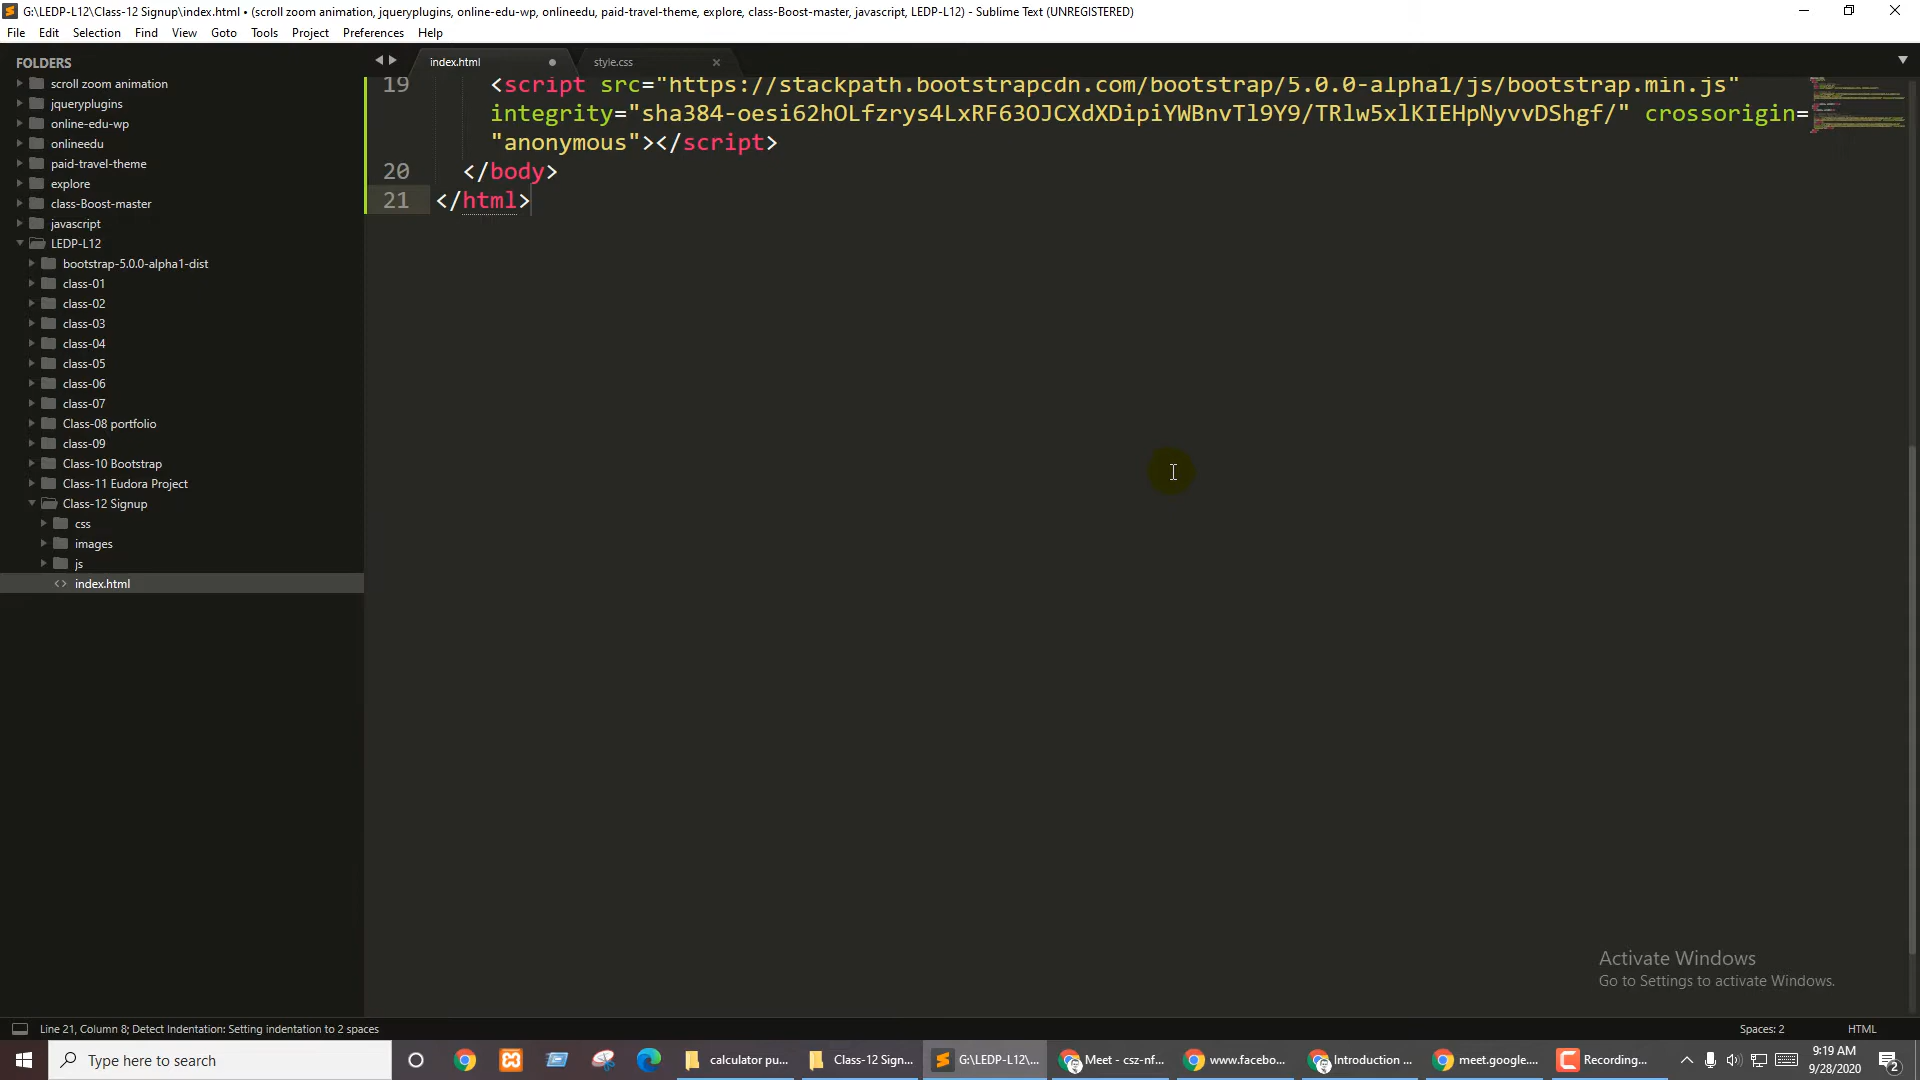 G:\LEDP-L12\Class-12 Signup\index.html • (scroll zoom animation, jqueryplugins, online-edu-wp, onlineedu, paid-travel-theme, explore, class-Boost-master, javascript, LEDP-L12) - Sublime Text (UNREGISTERED)
File Edit Selection Find View Goto Tools Project Preferences Help
FOLDERS
scroll zoom animation
jqueryplugins
online-edu-wp
onlineedu
paid-travel-theme
explore
class-Boost-master
javascript
LEDP-L12
bootstrap-5.0.0-alpha1-dist
class-01
class-02
class-03
class-04
class-05
class-06
class-07
Class-08 portfolio
class-09
Class-10 Bootstrap
Class-11 Eudora Project
Class-12 Signup
css
images
js
<> index.html
index.html style.css
19 <script src="https://stackpath.bootstrapcdn.com/bootstrap/5.0.0-alpha1/js/bootstrap.min.js"
integrity="sha384-oesi62hOLfzrys4LxRF63OJCXdXDipiYWBnvTl9Y9/TRlw5xlKIEHpNyvvDShgf/" crossorigin=
"anonymous"></script>
20 </body>
21 </html>
Activate Windows
Go to Settings to activate Windows.
Line 21, Column 8; Detect Indentation: Setting indentation to 2 spaces
Spaces: 2 HTML
Type here to search
calculator pu...
Class-12 Sign...
G:\LEDP-L12\...
Meet - csz-nf...
www.facebo...
Introduction ...
meet.google....
Recording...
9:19 AM
9/28/2020
2